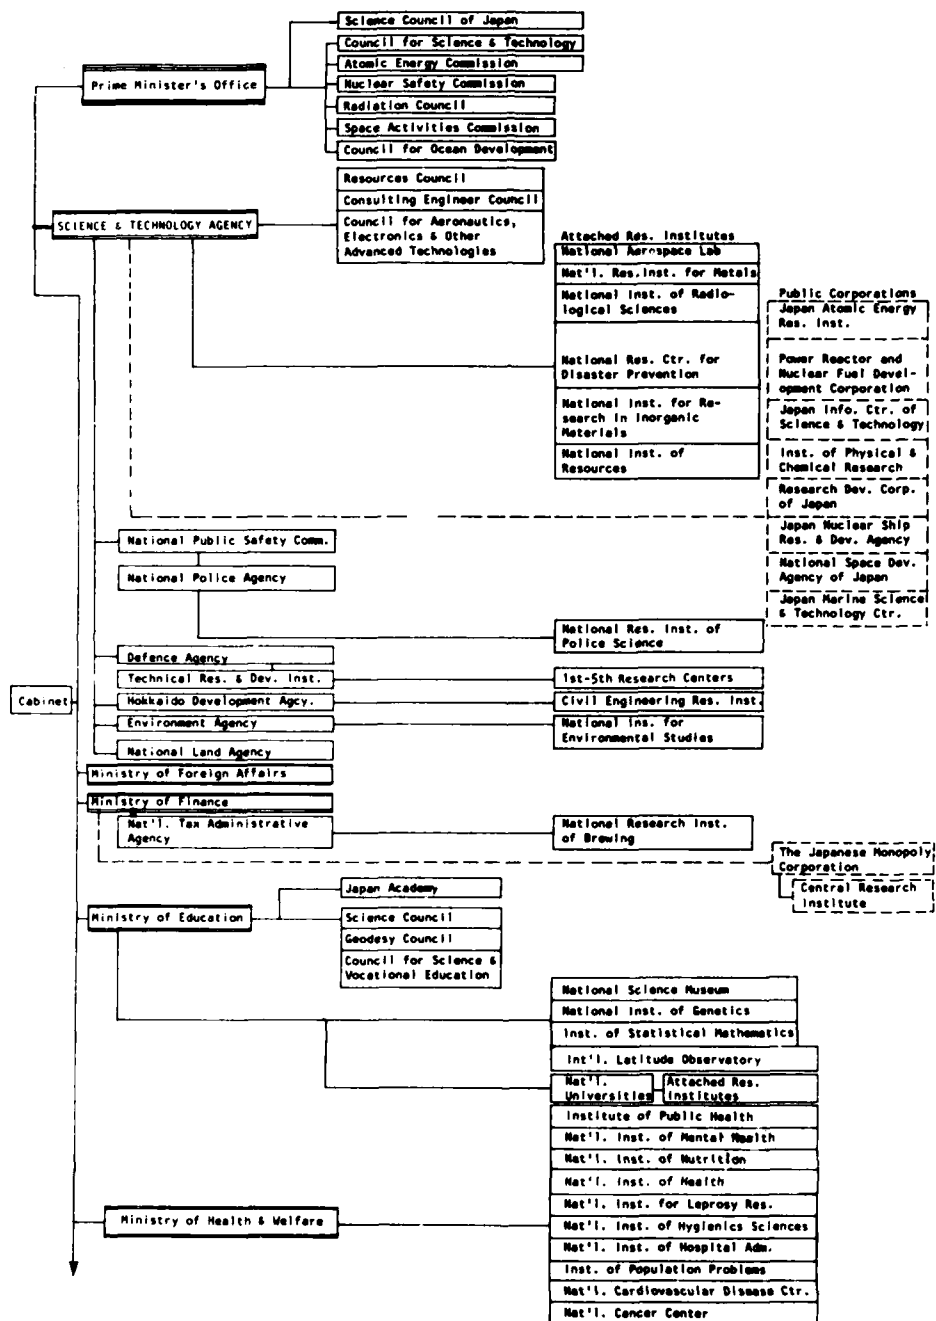 Science Council of Japan
Council for Science & Technology
Atomic Energy Commission
Prime Minister's Office
Nuclear Safety Commission
Radiation Council
Space Activities Commission
Council for Ocean Development
Resources Council
Consulting Engineer Council
SCIENCE & TECHNOLOGY AGENCY
Council for Aeronautics,
Electronics & Other
Advanced Technologies
Attached Res. Institutes
National Aerospace Lab
Nat'l. Res.Inst. for Metals
National Inst. of Radio-
logical Sciences
National Res. Ctr. for
Disaster Prevention
National Inst. for Re-
search in Inorganic
Materials
National Inst. of
Resources
Public Corporations
Japan Atomic Energy
Res. Inst.
Power Reactor and
Nuclear Fuel Devel-
opment Corporation
Japan Info. Ctr. of
Science & Technology
Inst. of Physical &
Chemical Research
Research Dev. Corp.
of Japan
Japan Nuclear Ship
Res. & Dev. Agency
National Space Dev.
Agency of Japan
Japan Marine Science
& Technology Ctr.
National Public Safety Comm.
National Police Agency
National Res. Inst. of
Police Science
Defence Agency
Technical Res. & Dev. Inst.
1st-5th Research Centers
Cabinet
Hokkaido Development Agcy.
Civil Engineering Res. Inst.
Environment Agency
National Ins. for
Environmental Studies
National Land Agency
Ministry of Foreign Affairs
Ministry of Finance
Nat'l. Tax Administrative
Agency
National Research Inst.
of Brewing
The Japanese Monopoly
Corporation
Central Research
Institute
Japan Academy
Ministry of Education
Science Council
Geodesy Council
Council for Science &
Vocational Education
National Science Museum
National Inst. of Genetics
Inst. of Statistical Mathematics
Int'l. Latitude Observatory
Nat'l.
Universities
Attached Res.
Institutes
Institute of Public Health
Nat'l. Inst. of Mental Health
Nat'l. Inst. of Nutrition
Nat'l. Inst. of Health
Nat'l. Inst. for Leprosy Res.
Ministry of Health & Welfare
Nat'l. Inst. of Hygienics Sciences
Nat'l. Inst. of Hospital Adm.
Inst. of Population Problems
Nat'l. Cardiovascular Disease Ctr.
Nat'l. Cancer Center